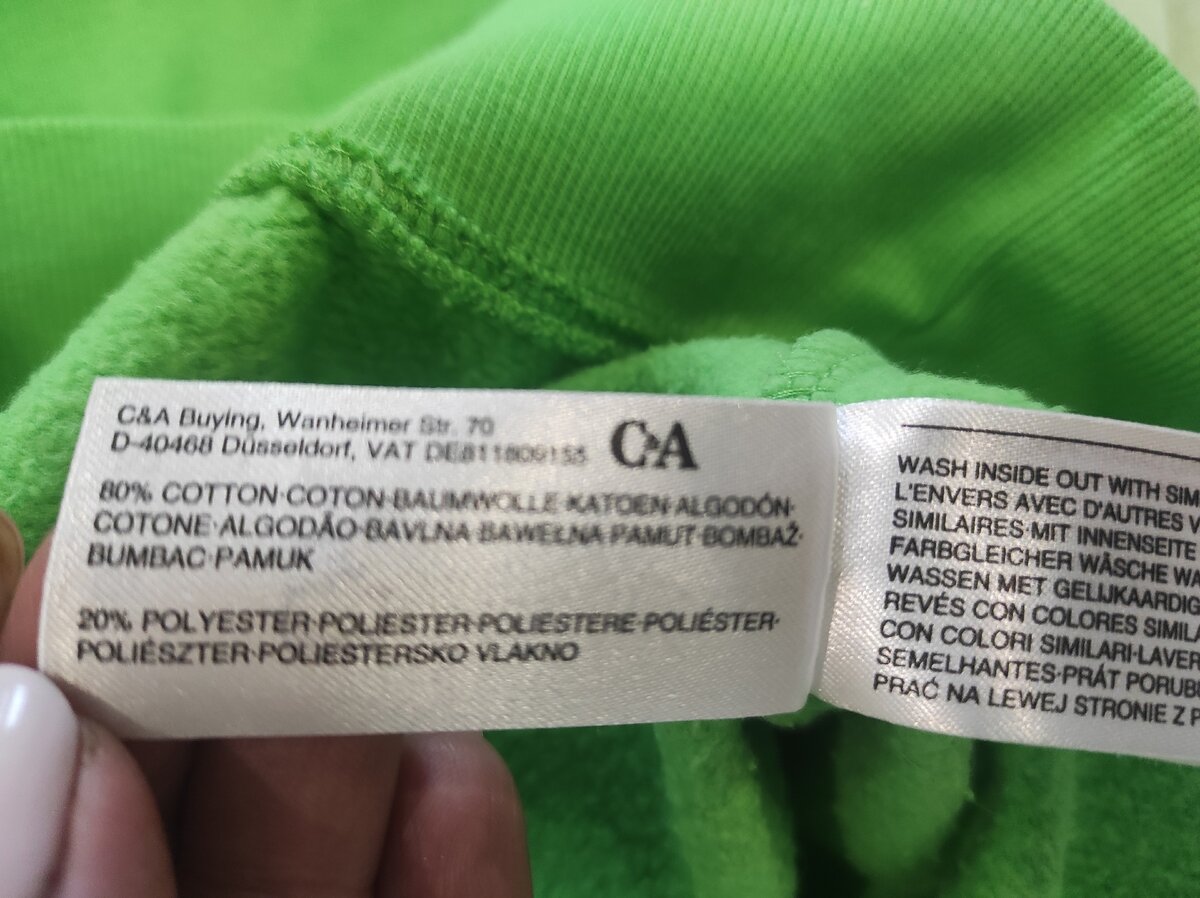 C&A Buying, Wanheimer Str. 70
D-40468 Düsseldorf, VAT DE811809155
C&A
80% COTTON·COTON·BAUMWOLLE·KATOEN·ALGODÓN·
COTONE·ALGODÃO·BAVLNA·BAWEŁNA·PAMUT·BOMBAŽ·
BUMBAC·PAMUK
20% POLYESTER·POLIESTER·POLIESTERE·POLIÉSTER·
POLIÉSZTER·POLIESTERSKO VLAKNO
WASH INSIDE OUT WITH SIM
L'ENVERS AVEC D'AUTRES
SIMILAIRES·MIT INNENSEITE
FARBGLEICHER WÄSCHE WA
WASSEN MET GELIJKAARDIG
REVÉS CON COLORES SIMILA
CON COLORI SIMILARI·LAVER
SEMELHANTES·PRÁT PORUB
PRAĆ NA LEWEJ STRONIE Z P